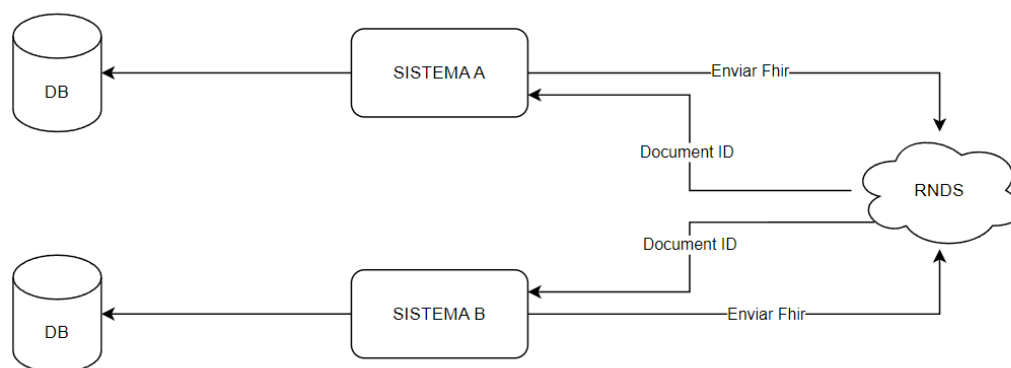 DB
SISTEMA A
Enviar Fhir
Document ID
RNDS
Document ID
DB
SISTEMA B
Enviar Fhir